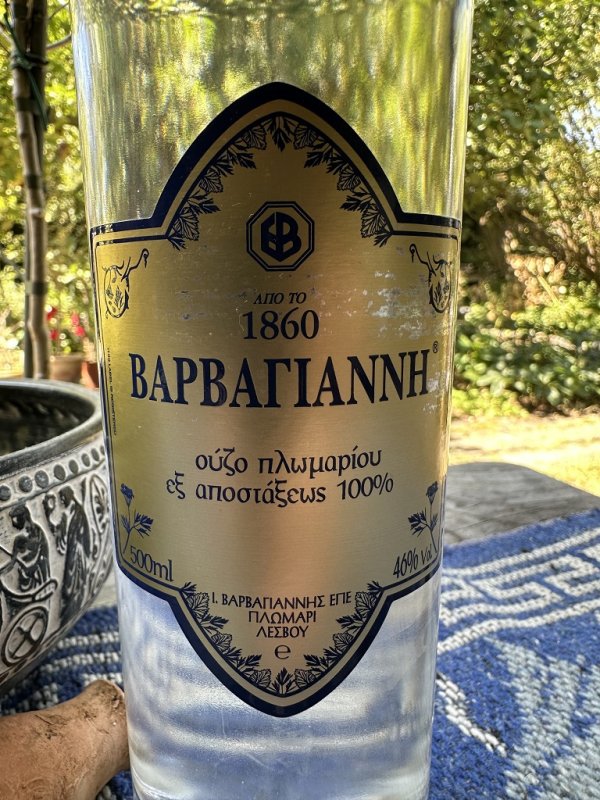 ΑΠΟ ΤΟ
1860
ΒΑΡΒΑΓΙΑΝΝΗ®
ούζο πλωμαρίου
εξ αποστάξεως 100%
500ml
46% Vol
Ι. ΒΑΡΒΑΓΙΑΝΝΗΣ ΕΠΕ
ΠΛΩΜΑΡΙ
ΛΕΣΒΟΥ
℮